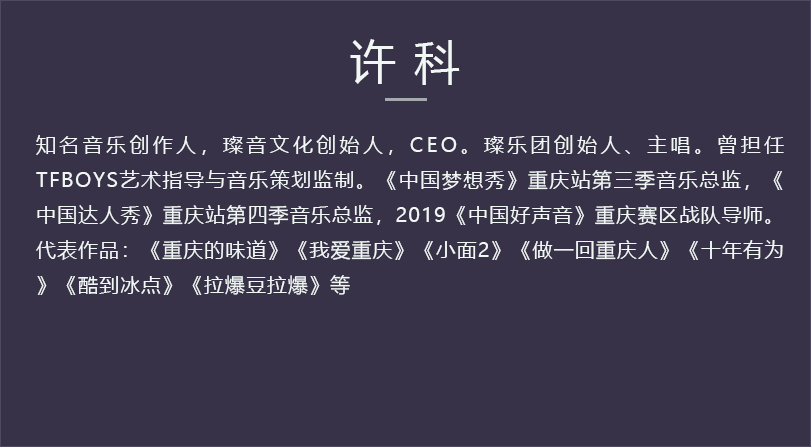 许科
知名音乐创作人，璨音文化创始人，CEO。璨乐团创始人、主唱。曾担任
TFBOYS艺术指导与音乐策划监制。《中国梦想秀》重庆站第三季音乐总监，《
中国达人秀》重庆站第四季音乐总监，2019《中国好声音》重庆赛区战队导师。
代表作品：《重庆的味道》《我爱重庆》《小面2》《做一回重庆人》《十年有为
》《酷到冰点》《拉爆豆拉爆》等